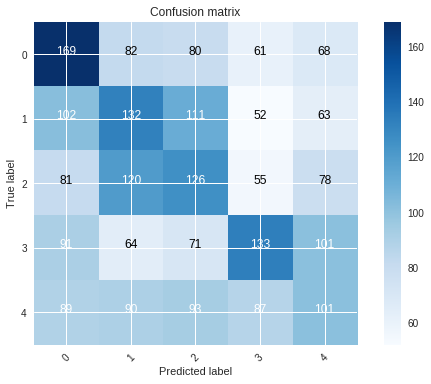 Confusion matrix
0 169 82 80 61 68
1 102 132 111 52 63
2 81 120 126 55 78
3 91 64 71 133 101
4 89 90 93 87 101
0 1 2 3 4
True label
Predicted label
160
140
120
100
80
60